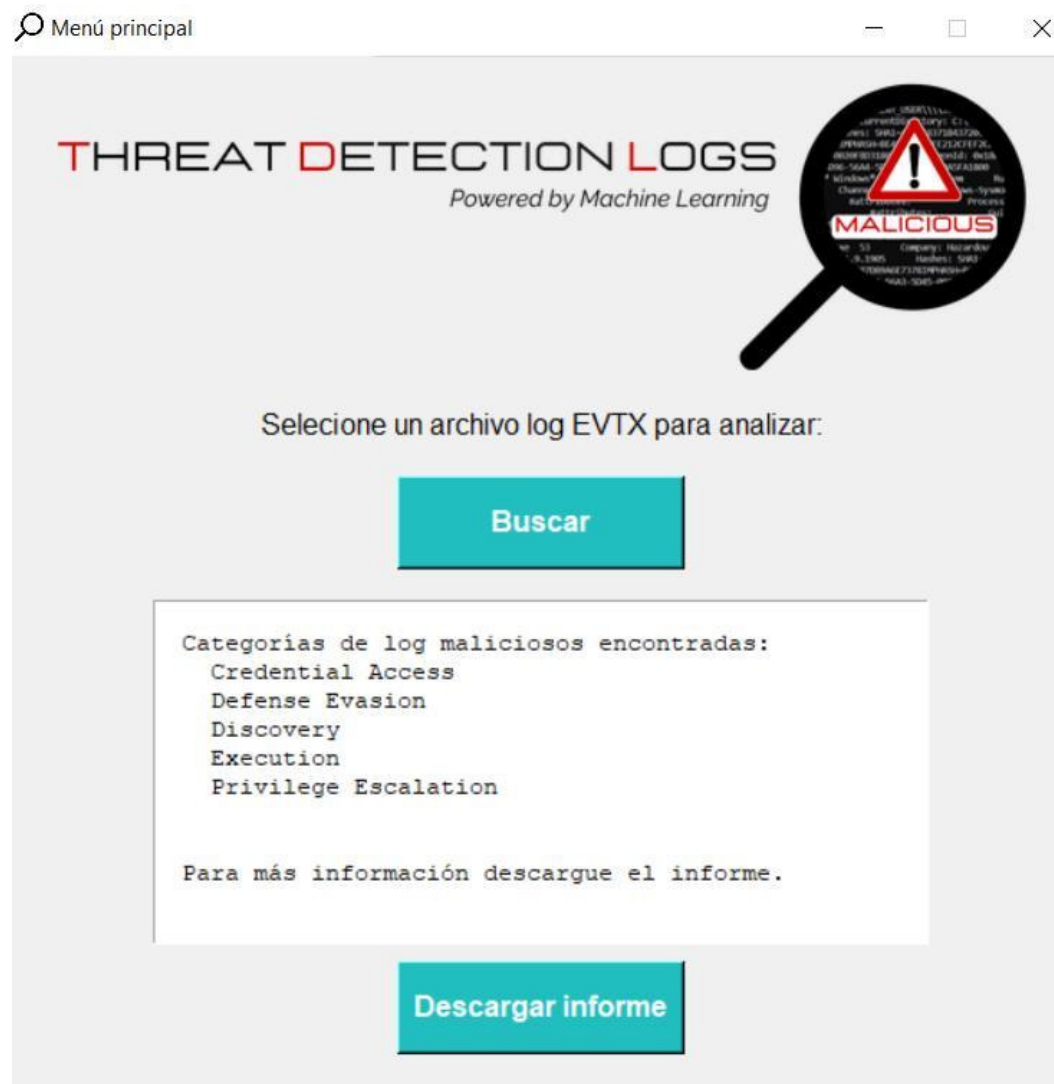 Menú principal
THREAT DETECTION LOGS
Powered by Machine Learning
MALICIOUS
Selecione un archivo log EVTX para analizar:
Buscar
Categorías de log maliciosos encontradas:
Credential Access
Defense Evasion
Discovery
Execution
Privilege Escalation
Para más información descargue el informe.
Descargar informe